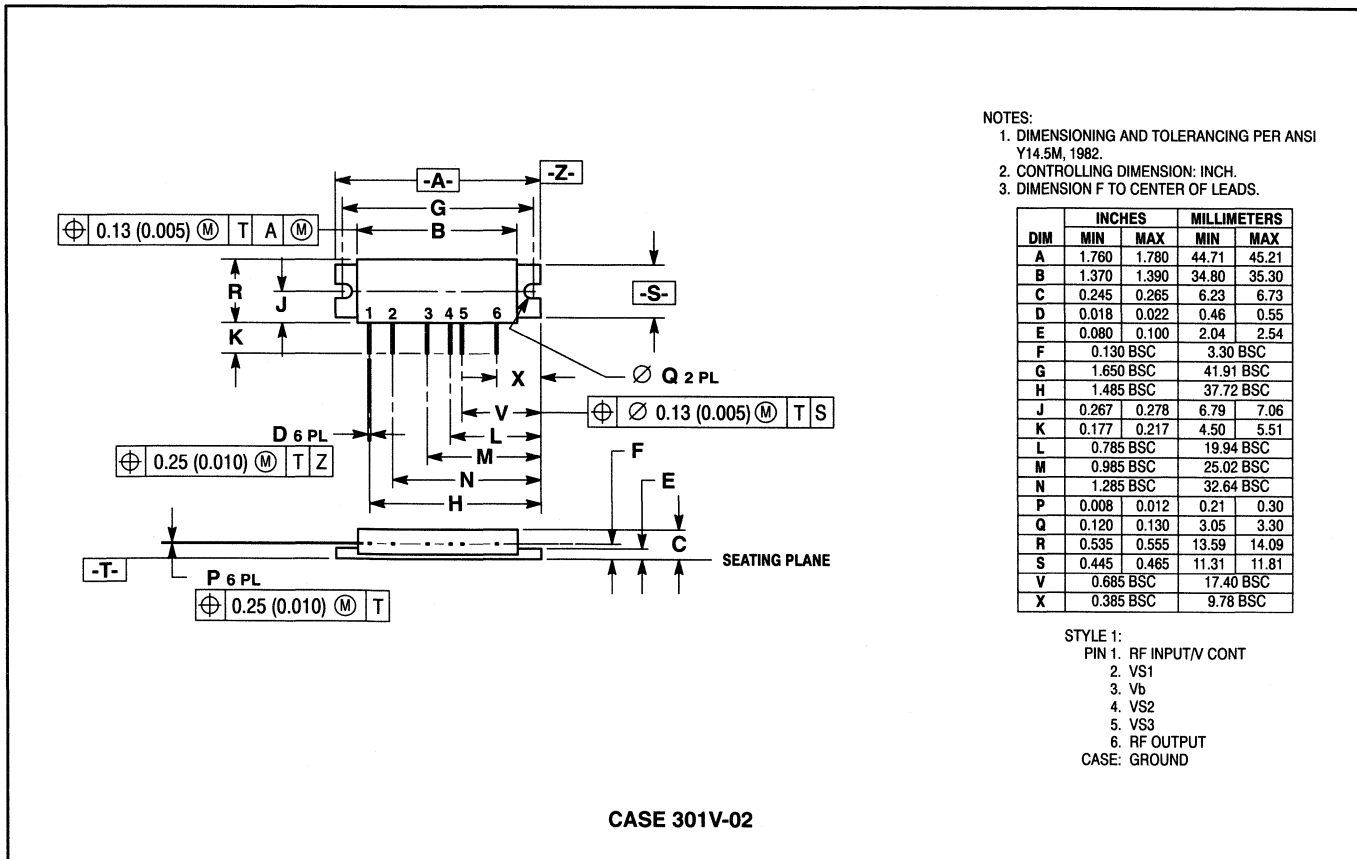 -A-
-Z-
G
⌖ 0.13 (0.005) Ⓜ T A Ⓜ
B
R
J
-S-
1 2 3 4 5 6
K
X
Ø Q 2 PL
V
⌖ Ø 0.13 (0.005) Ⓜ T S
D 6 PL
L
⌖ 0.25 (0.010) Ⓜ T Z
M
F
N
E
H
C
SEATING PLANE
-T-
P 6 PL
⌖ 0.25 (0.010) Ⓜ T
NOTES:
1. DIMENSIONING AND TOLERANCING PER ANSI
Y14.5M, 1982.
2. CONTROLLING DIMENSION: INCH.
3. DIMENSION F TO CENTER OF LEADS.
INCHES MILLIMETERS
DIM MIN MAX MIN MAX
A 1.760 1.780 44.71 45.21
B 1.370 1.390 34.80 35.30
C 0.245 0.265 6.23 6.73
D 0.018 0.022 0.46 0.55
E 0.080 0.100 2.04 2.54
F 0.130 BSC 3.30 BSC
G 1.650 BSC 41.91 BSC
H 1.485 BSC 37.72 BSC
J 0.267 0.278 6.79 7.06
K 0.177 0.217 4.50 5.51
L 0.785 BSC 19.94 BSC
M 0.985 BSC 25.02 BSC
N 1.285 BSC 32.64 BSC
P 0.008 0.012 0.21 0.30
Q 0.120 0.130 3.05 3.30
R 0.535 0.555 13.59 14.09
S 0.445 0.465 11.31 11.81
V 0.685 BSC 17.40 BSC
X 0.385 BSC 9.78 BSC
STYLE 1:
PIN 1. RF INPUT/V CONT
2. VS1
3. Vb
4. VS2
5. VS3
6. RF OUTPUT
CASE: GROUND
CASE 301V-02